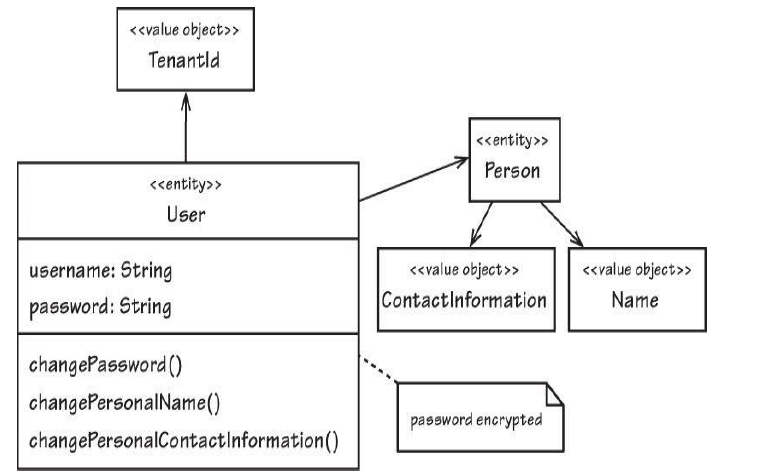 <<value object>>
TenantId
<<entity>>
User
username: String
password: String
changePassword()
changePersonalName()
changePersonalContactInformation()
<<entity>>
Person
<<value object>>
ContactInformation
<<value object>>
Name
password encrypted